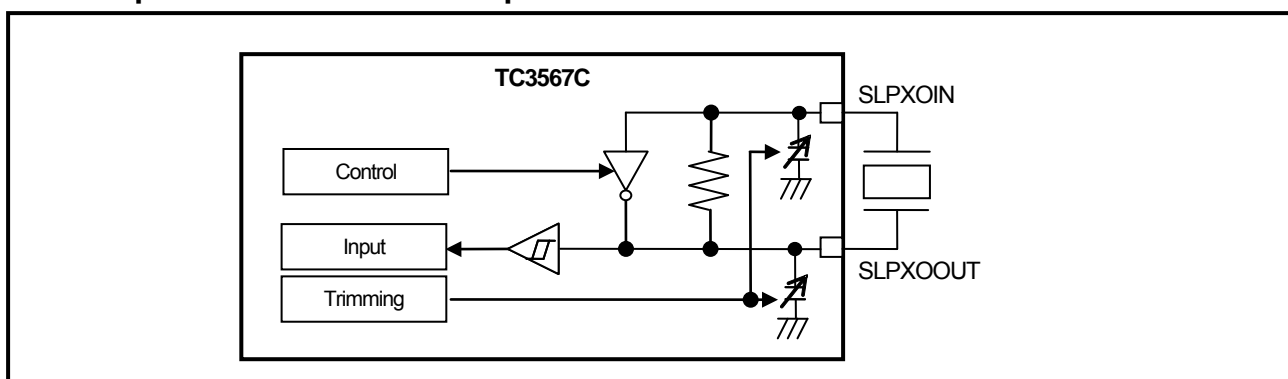 TC3567C
SLPXOIN
Control
Input
SLPXOOUT
Trimming